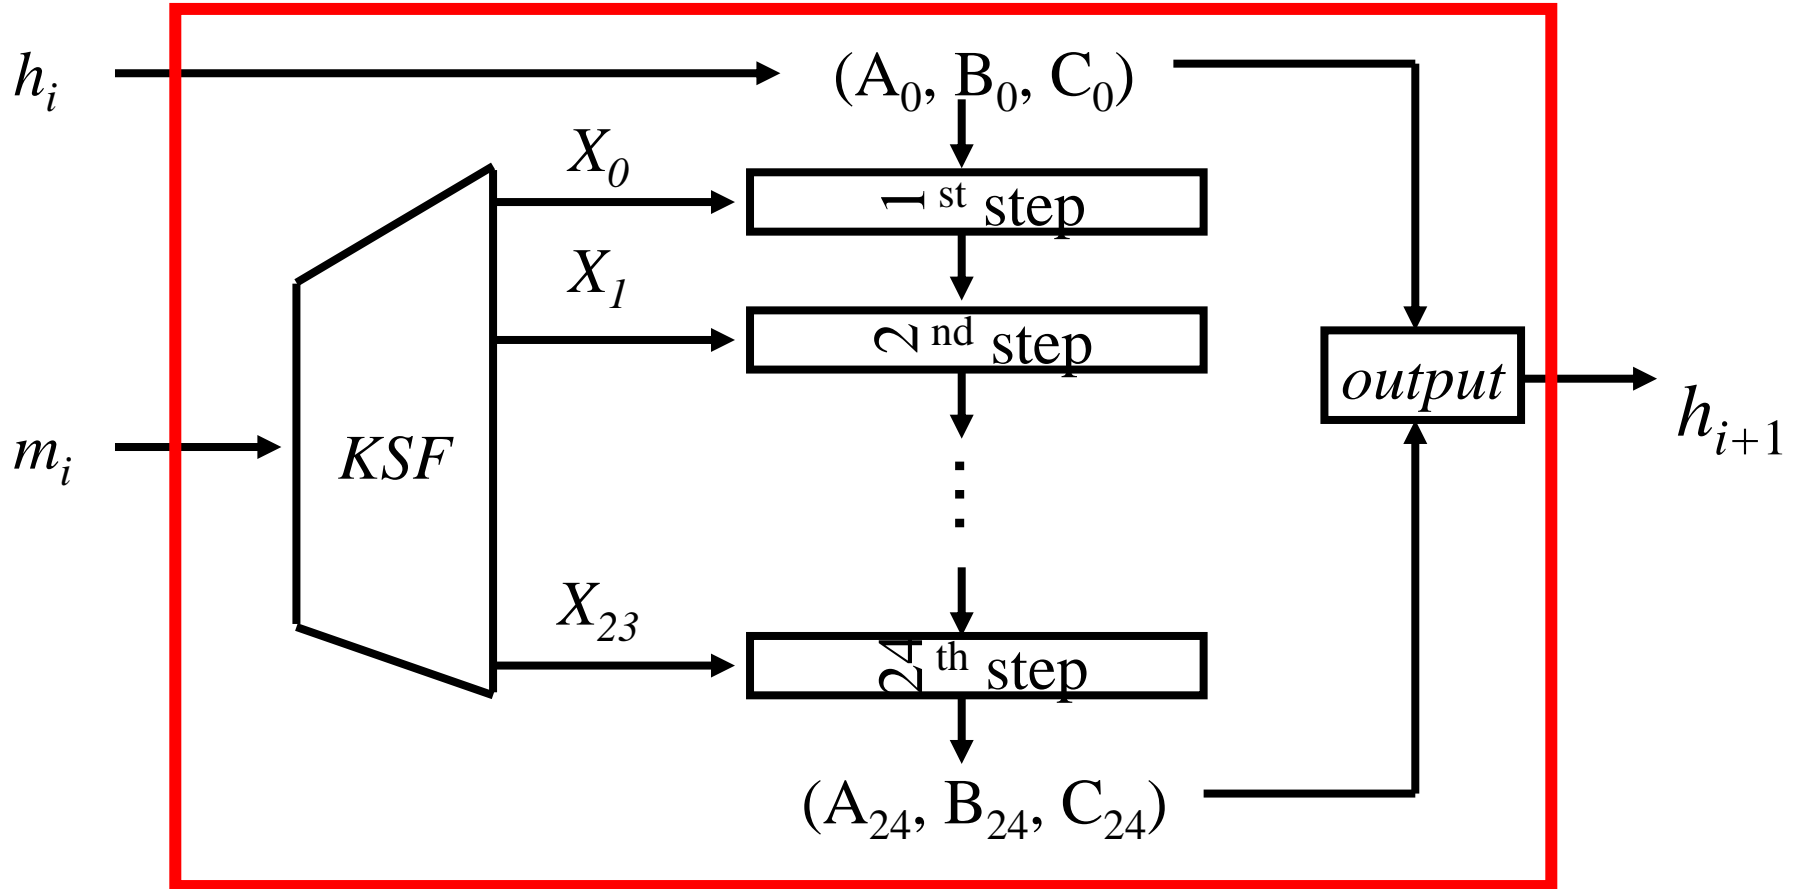 h_i
(A_0, B_0, C_0)
X_0
1 st step
X_1
2 nd step
output
h_{i+1}
m_i
KSF
X_23
24 th step
(A_24, B_24, C_24)